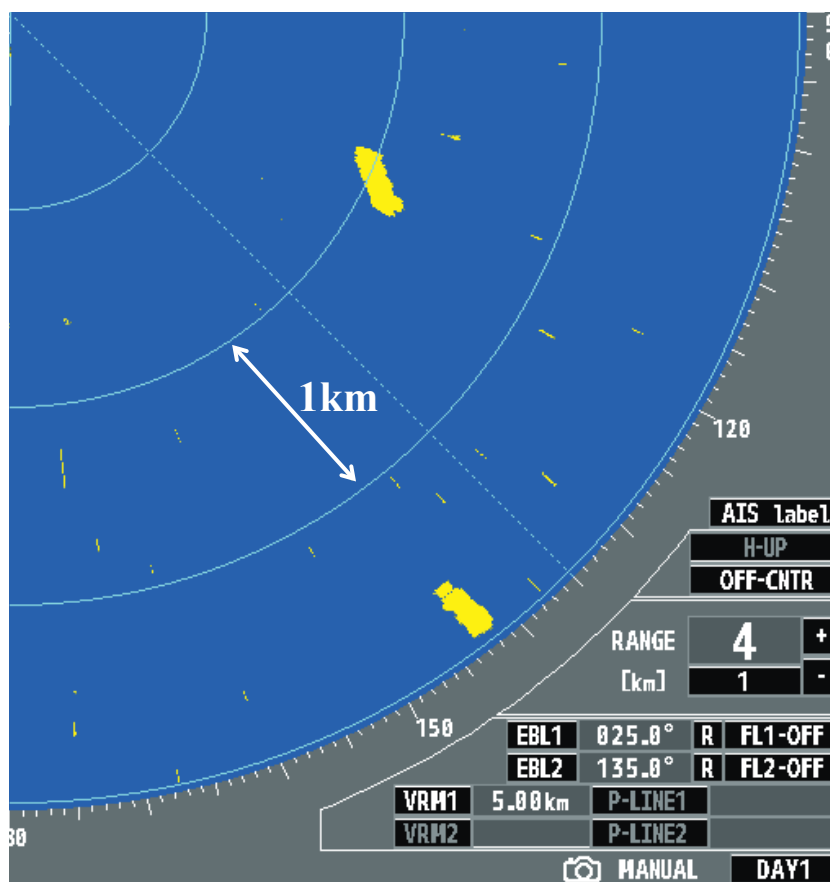 1km
120
AIS label
H-UP
OFF-CNTR
RANGE 4 +
[km] 1 -
150
EBL1 025.0° R FL1-OFF
EBL2 135.0° R FL2-OFF
VRM1 5.00km P-LINE1
VRM2 P-LINE2
80
MANUAL DAY1